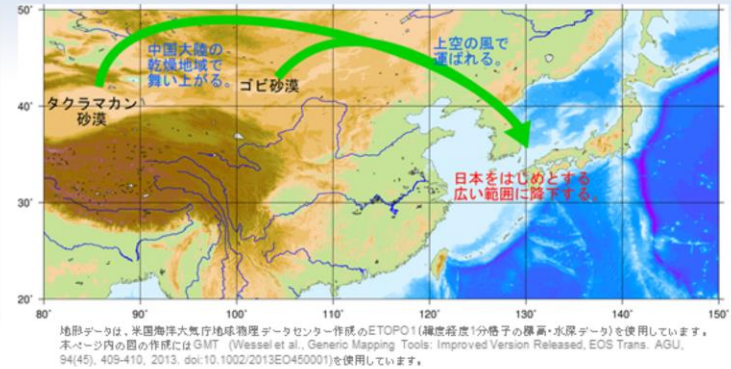 50˚
中国大陸の
乾燥地域で
舞い上がる。
上空の風で
運ばれる。
ゴビ砂漠
タクラマカン
砂漠
40˚
日本をはじめとする
広い範囲に降下する。
30˚
20˚
80˚ 90˚ 100˚ 110˚ 120˚ 130˚ 140˚ 150˚
地形データは、米国海洋大気庁地球物理データセンター作成のETOPO1(緯度経度1分格子の標高・水深データ)を使用しています。
本ページ内の図の作成にはGMT (Wessel et al., Generic Mapping Tools: Improved Version Released, EOS Trans. AGU,
94(45), 409-410, 2013. doi:10.1002/2013EO450001)を使用しています。